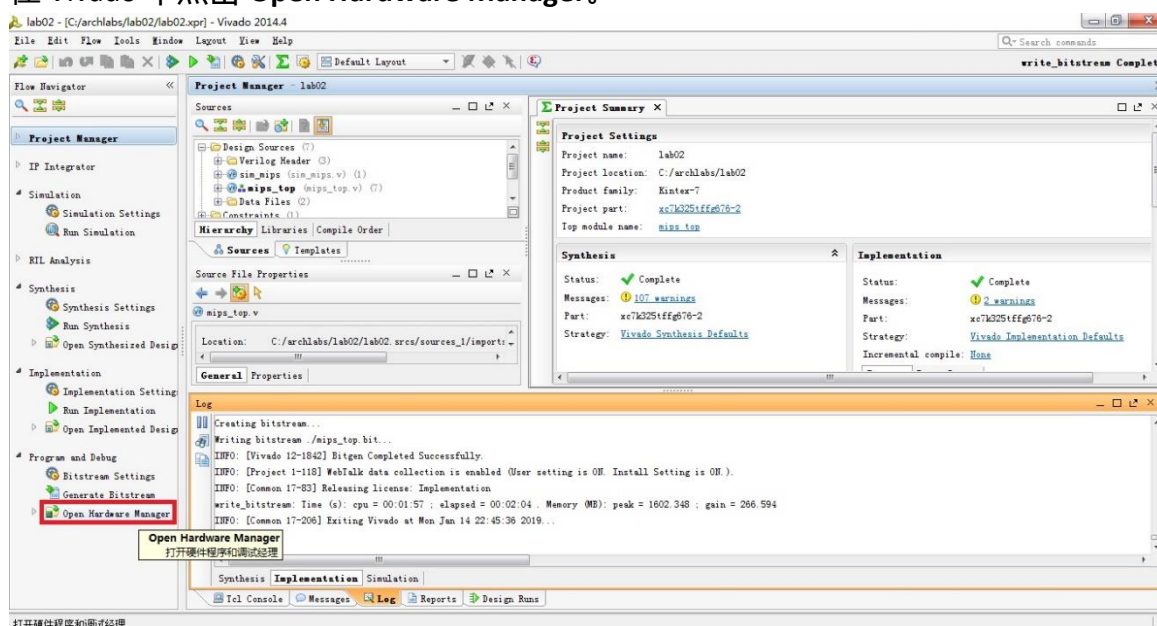 在 Vivado 中点击 Open Hardware Manager。
lab02 - [C:/archlabs/lab02/lab02.xpr] - Vivado 2014.4
File Edit Flow Tools Window Layout View Help
Search commands
Default Layout
write_bitstream Complet
Flow Navigator
Project Manager - lab02
Sources
Project Summary
Project Manager
Design Sources (7)
Verilog Header (3)
sim_mips (sim_mips.v) (1)
mips_top (mips_top.v) (7)
Data Files (2)
Constraints (1)
Hierarchy Libraries Compile Order
Sources Templates
Project Settings
Project name: lab02
Project location: C:/archlabs/lab02
Product family: Kintex-7
Project part: xc7k325tffg676-2
Top module name: mips_top
IP Integrator
Simulation
Simulation Settings
Run Simulation
RIL Analysis
Synthesis
Synthesis Settings
Run Synthesis
Open Synthesized Desig
Implementation
Implementation Setting
Run Implementation
Open Implemented Desig
Program and Debug
Bitstream Settings
Generate Bitstream
Open Hardware Manager
Open Hardware Manager
打开硬件程序和调试经理
Source File Properties
mips_top.v
Location: C:/archlabs/lab02/lab02.srcs/sources_1/import:
General Properties
Synthesis
Status: Complete
Messages: 107 warnings
Part: xc7k325tffg676-2
Strategy: Vivado Synthesis Defaults
Implementation
Status: Complete
Messages: 2 warnings
Part: xc7k325tffg676-2
Strategy: Vivado Implementation Defaults
Incremental compile: None
Log
Creating bitstream...
Writing bitstream ./mips_top.bit...
INFO: [Vivado 12-1842] Bitgen Completed Successfully.
INFO: [Project 1-118] WebTalk data collection is enabled (User setting is ON. Install Setting is ON.).
INFO: [Common 17-83] Releasing license: Implementation
write_bitstream: Time (s): cpu = 00:01:57 ; elapsed = 00:02:04 . Memory (MB): peak = 1602.348 ; gain = 266.594
INFO: [Common 17-206] Exiting Vivado at Mon Jan 14 22:45:36 2019...
Synthesis Implementation Simulation
Tcl Console Messages Log Reports Design Runs
打开硬件程序和调试经理